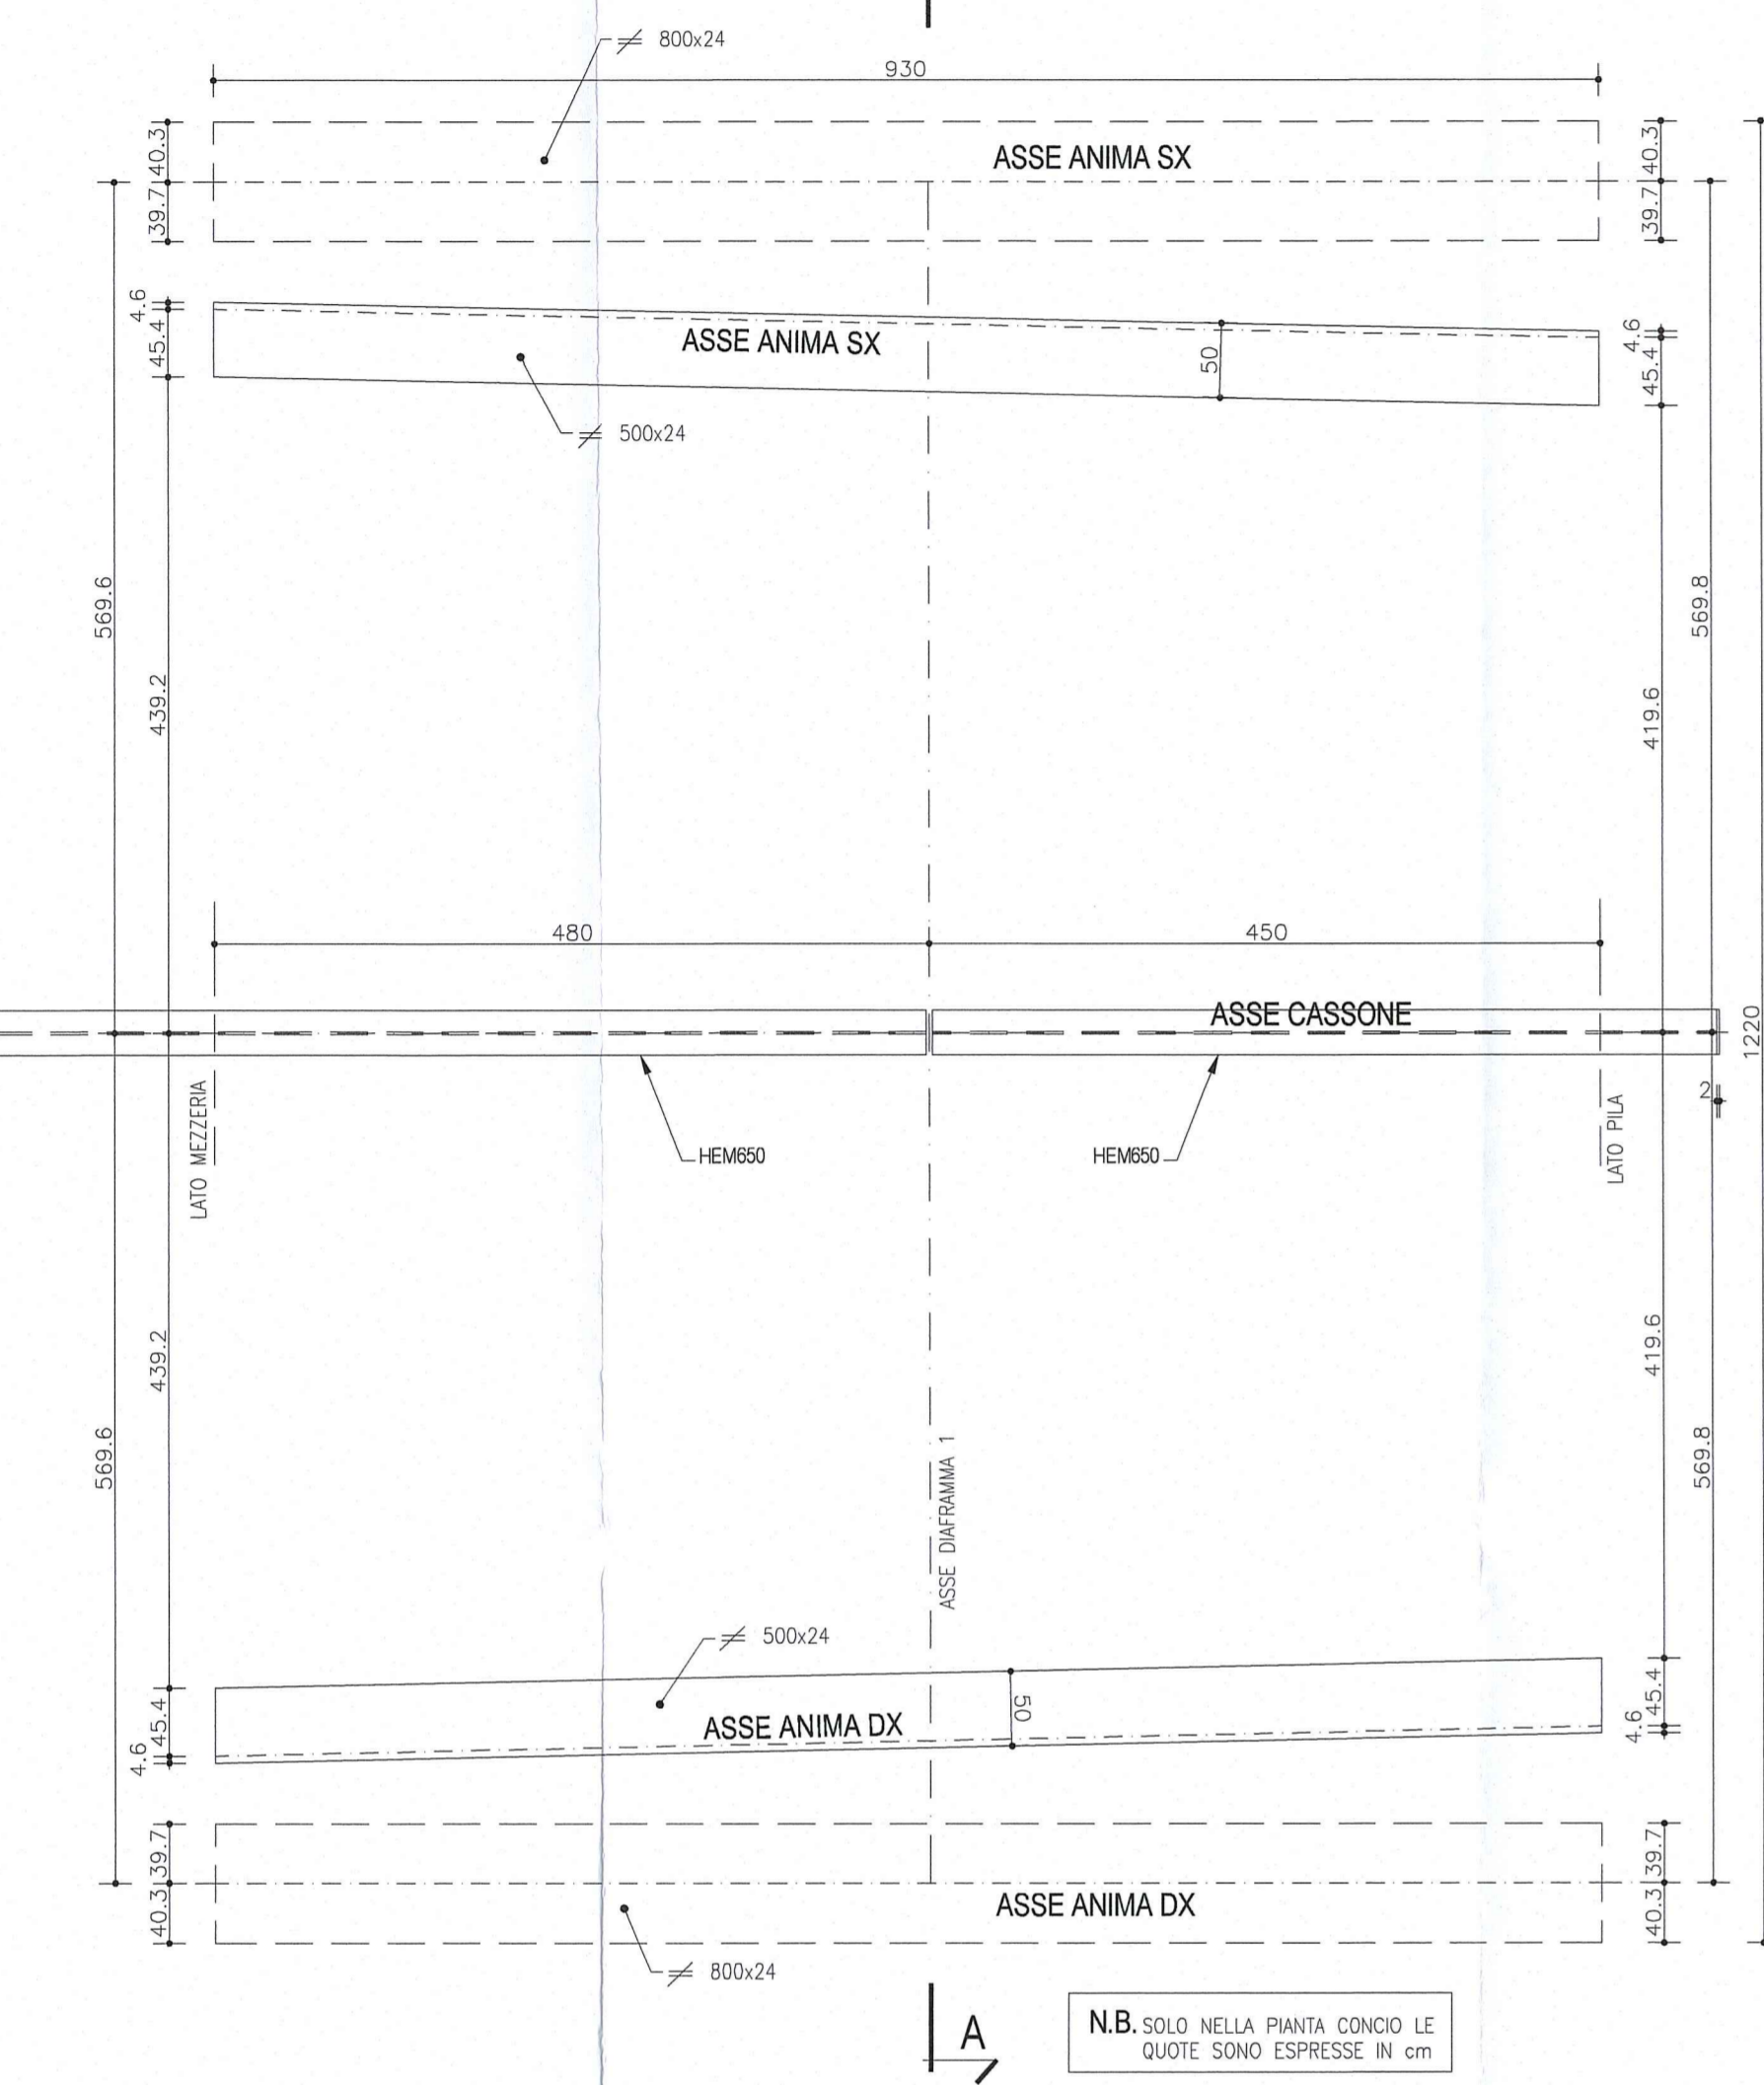 800x24
930
40.3
39.7
ASSE ANIMA SX
40.3
39.7
4.6
45.4
ASSE ANIMA SX
50
4.6
45.4
500x24
569.6
439.2
419.6
569.8
480
450
ASSE CASSONE
1220
LATO MEZZERIA
HEM650
HEM650
LATO PILA
2
569.6
439.2
419.6
569.8
ASSE DIAFRAMMA 1
500x24
45.4
4.6
ASSE ANIMA DX
50
45.4
4.6
39.7
40.3
ASSE ANIMA DX
39.7
40.3
800x24
A
N.B. SOLO NELLA PIANTA CONCIO LE
QUOTE SONO ESPRESSE IN cm